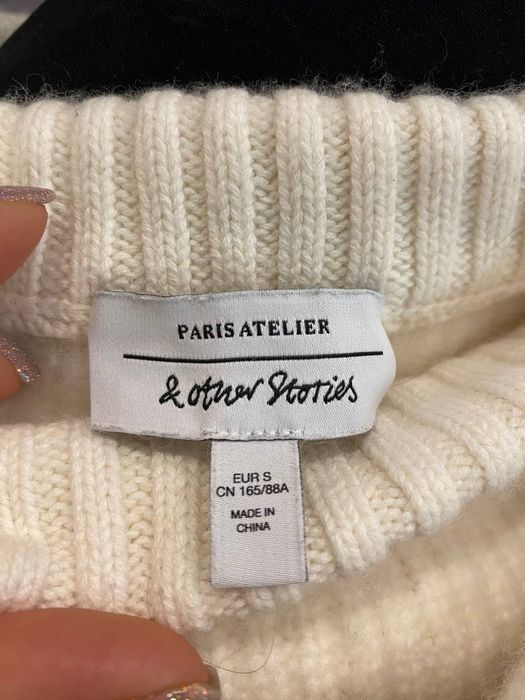 PARIS ATELIER
& other Stories
EUR S
CN 165/88A
MADE IN
CHINA